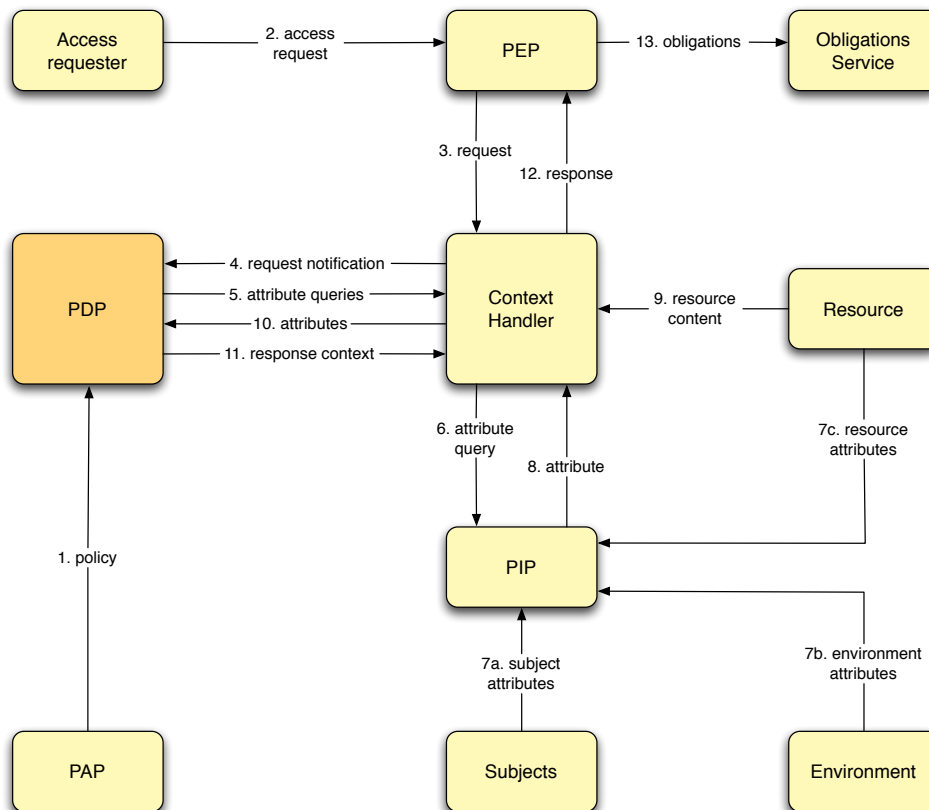 Access
requester
2. access
request
PEP
13. obligations
Obligations
Service
3. request
12. response
PDP
4. request notification
5. attribute queries
10. attributes
11. response context
Context
Handler
9. resource
content
Resource
6. attribute
query
8. attribute
7c. resource
attributes
1. policy
PIP
7a. subject
attributes
7b. environment
attributes
PAP
Subjects
Environment